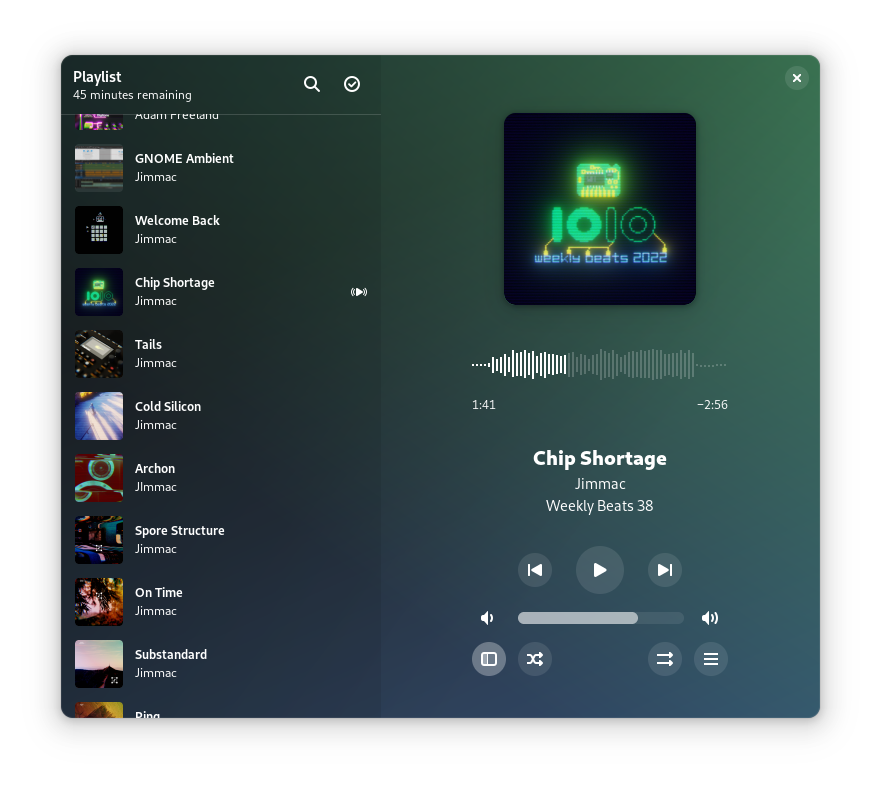 Playlist
45 minutes remaining
Adam Freeland
GNOME Ambient
Jimmac
Welcome Back
Jimmac
Chip Shortage
Jimmac
Tails
Jimmac
Cold Silicon
Jimmac
Archon
JImmac
Spore Structure
Jimmac
On Time
Jimmac
Substandard
Jimmac
Ring
1010
weekly beats 2022
1:41
−2:56
Chip Shortage
Jimmac
Weekly Beats 38